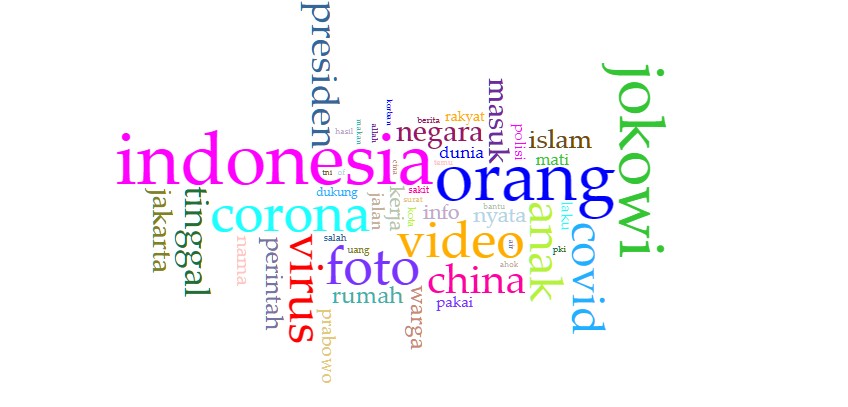 presiden
jokowi
masuk
korban
berita
rakyat
makan
allah
hasil
negara
polisi
islam
indonesia
dunia
mati
cina
tamu
tni
of
orang
jakarta
tinggal
dukung
kerja
sakit
surat
jalan
corona
kota
info
bantu
nyata
anak
laku
covid
nama
perintah
virus
salah
uang
video
air
pki
foto
china
ahok
rumah
warga
pakai
prabowo